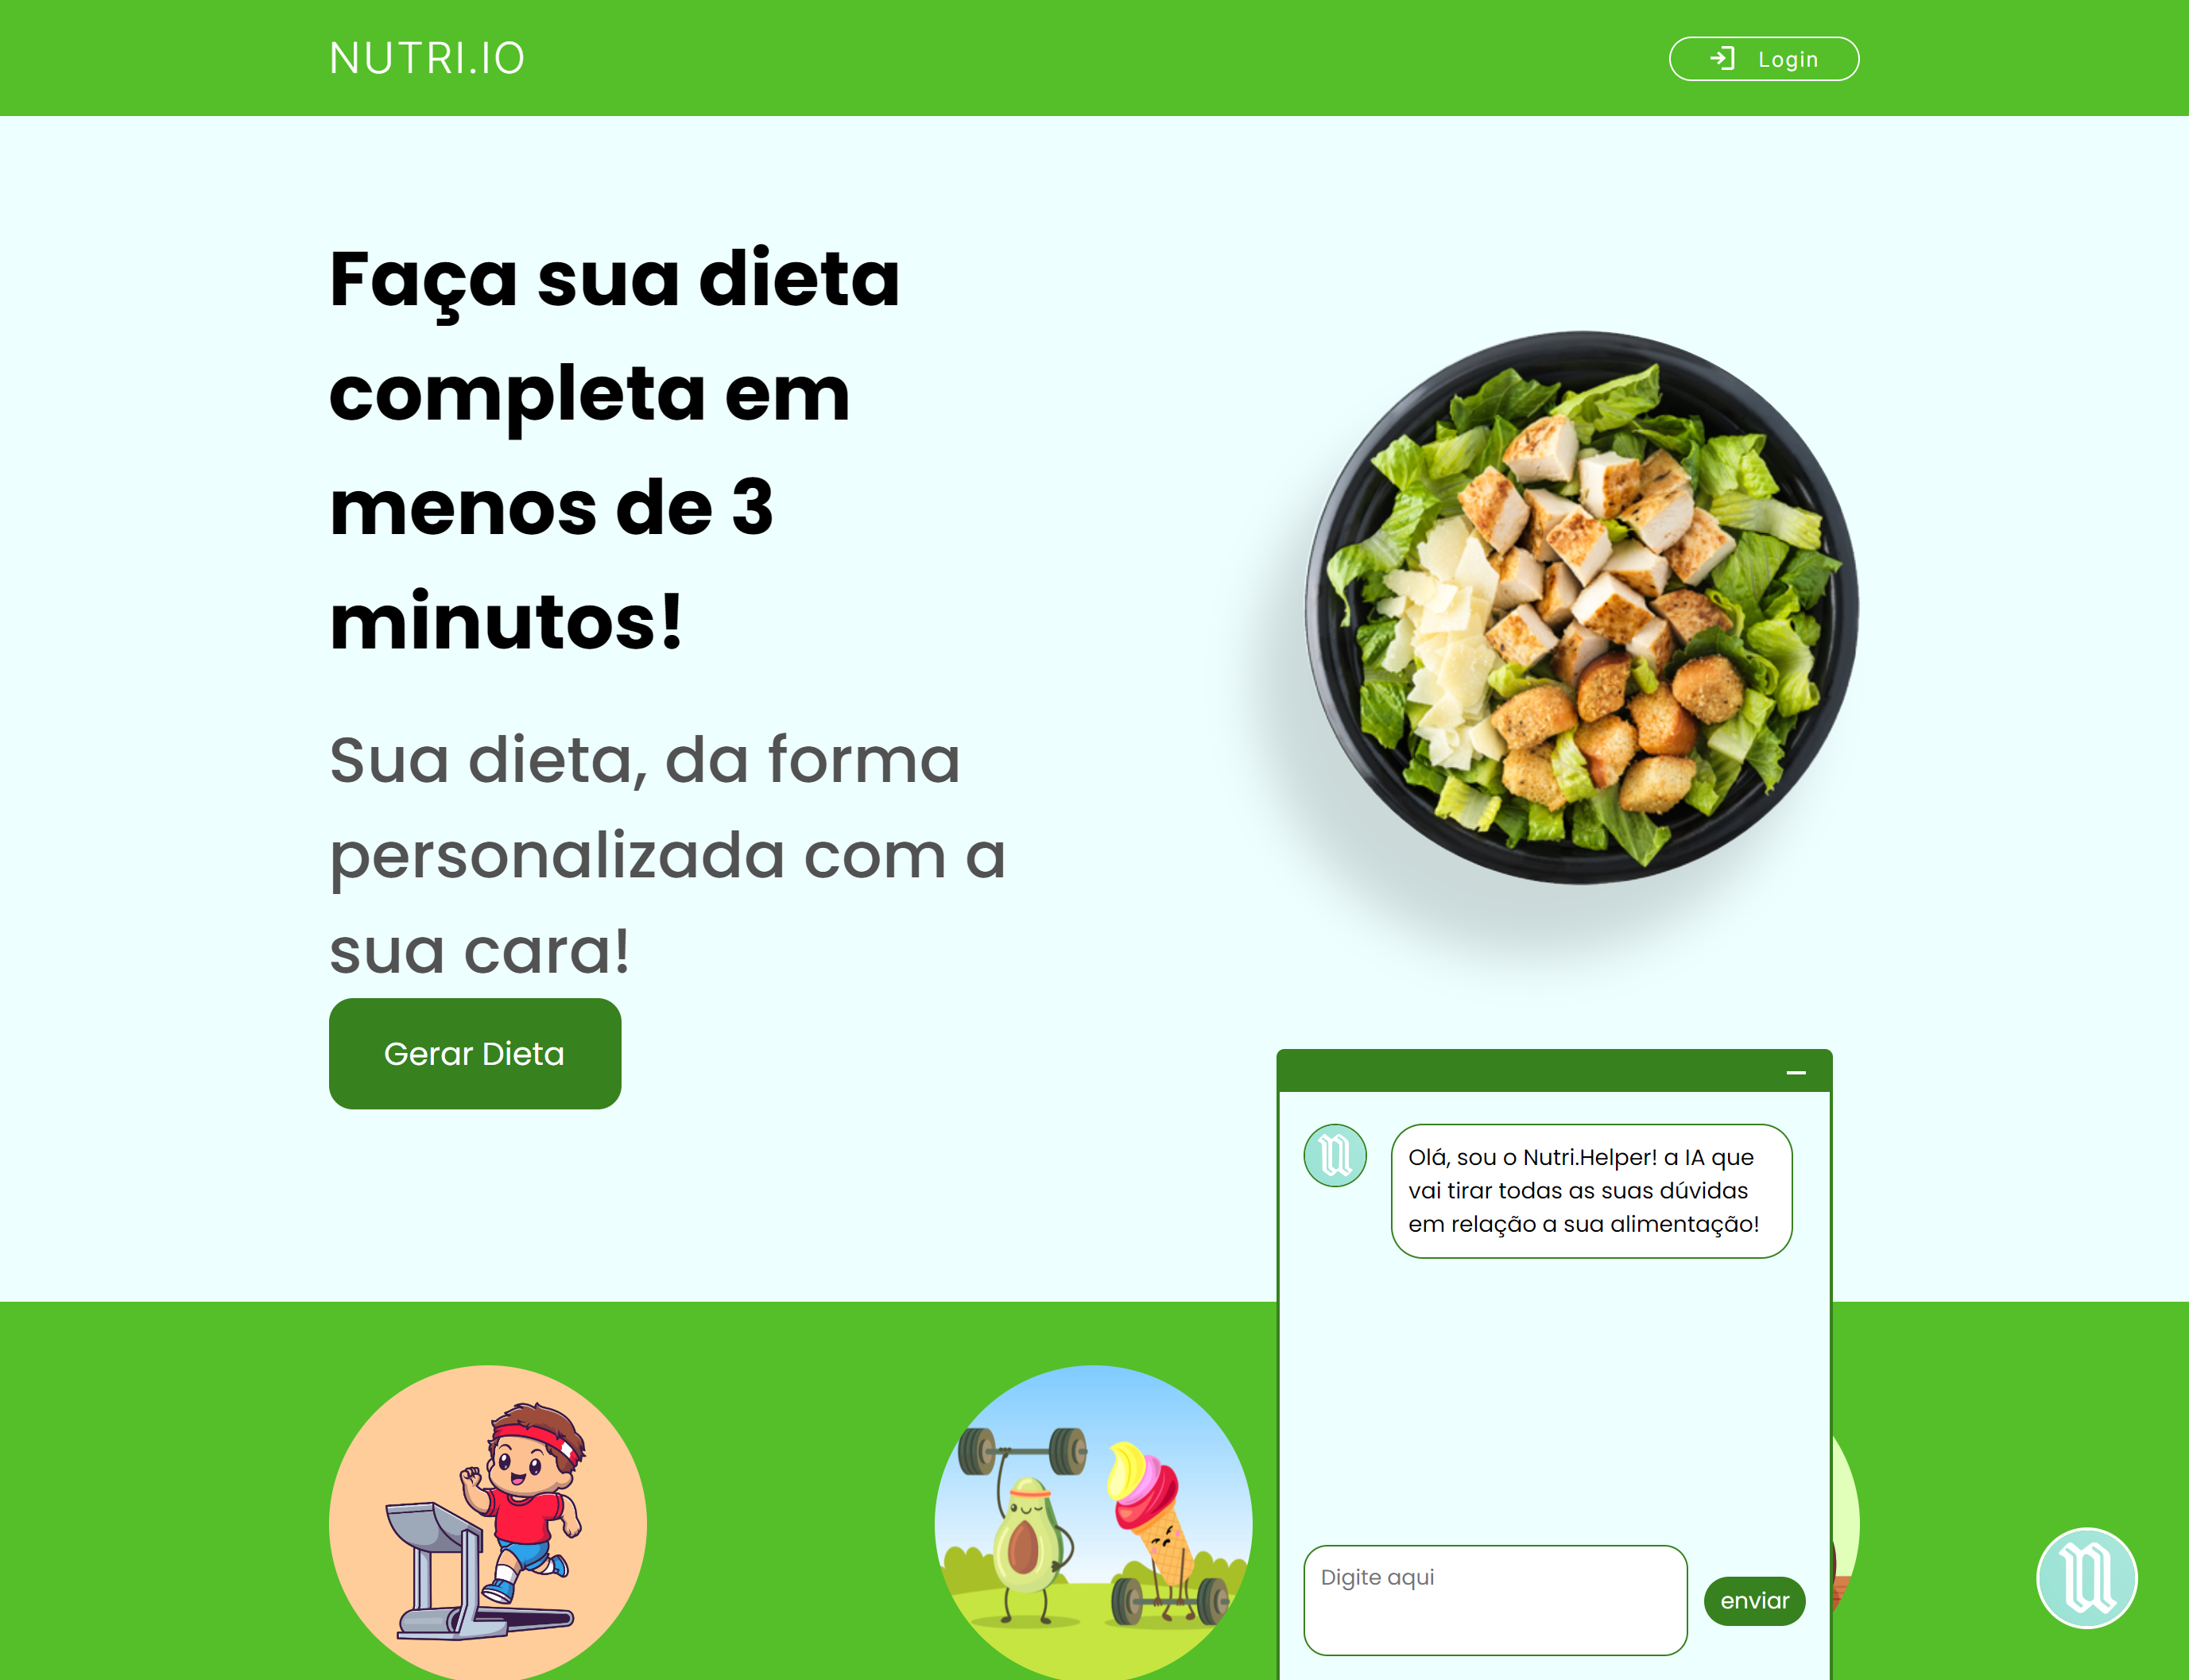 NUTRI.IO
Login
Faça sua dieta
completa em
menos de 3
minutos!
Sua dieta, da forma
personalizada com a
sua cara!
Gerar Dieta
Olá, sou o Nutri.Helper! a IA que
vai tirar todas as suas dúvidas
em relação a sua alimentação!
Digite aqui
enviar